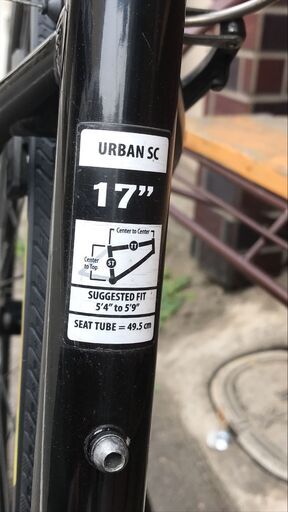 URBAN SC
17”
Center to Center
TT
Center
to Top
ST
SUGGESTED FIT
5'4” to 5'9”
SEAT TUBE = 49.5 cm